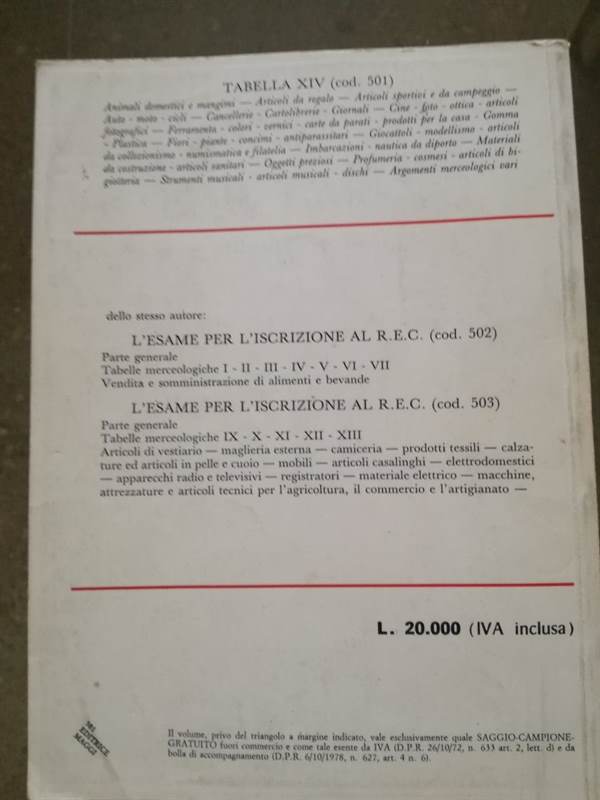 TABELLA XIV (cod. 501)
Animali domestici e mangimi — Articoli da regalo — Articoli sportivi e da campeggio —
Auto - moto - cicli — Cancellerie - Cartolibrerie - Giornali — Cine - foto - ottica - articoli
fotografici — Ferramenta - colori - vernici - carte da parati - prodotti per la casa - Gomma
- Plastica — Fiori - piante - concimi - antiparassitari — Giocattoli - modellismo - articoli
da collezionismo - numismatica e filatelia — Imbarcazioni - nautica da diporto — Materiali
da costruzione - articoli sanitari — Oggetti preziosi — Profumeria - cosmesi - articoli di bi-
gioiteria — Strumenti musicali - articoli musicali - dischi — Argomenti merceologici vari
dello stesso autore:
L'ESAME PER L'ISCRIZIONE AL R.E.C. (cod. 502)
Parte generale
Tabelle merceologiche I - II - III - IV - V - VI - VII
Vendita e somministrazione di alimenti e bevande
L'ESAME PER L'ISCRIZIONE AL R.E.C. (cod. 503)
Parte generale
Tabelle merceologiche IX - X - XI - XII - XIII
Articoli di vestiario — maglieria esterna — camiceria — prodotti tessili — calza-
ture ed articoli in pelle e cuoio — mobili — articoli casalinghi — elettrodomestici
— apparecchi radio e televisivi — registratori — materiale elettrico — macchine,
attrezzature e articoli tecnici per l'agricoltura, il commercio e l'artigianato —
L. 20.000 (IVA inclusa)
EDITRICE
MAGGI
Il volume, privo del triangolo a margine indicato, vale esclusivamente quale SAGGIO-CAMPIONE-
GRATUITO fuori commercio e come tale esente da IVA (D.P.R. 26/10/72, n. 633 art. 2, lett. d) e da
bolla di accompagnamento (D.P.R. 6/10/1978, n. 627, art. 4 n. 6).